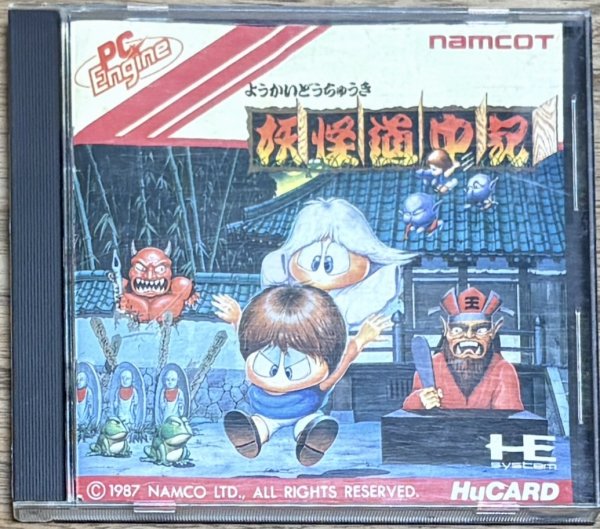 PC Engine
namcot
ようかいどうちゅうき
妖怪道中記
王
HE system
© 1987 NAMCO LTD., ALL RIGHTS RESERVED.
HuCARD